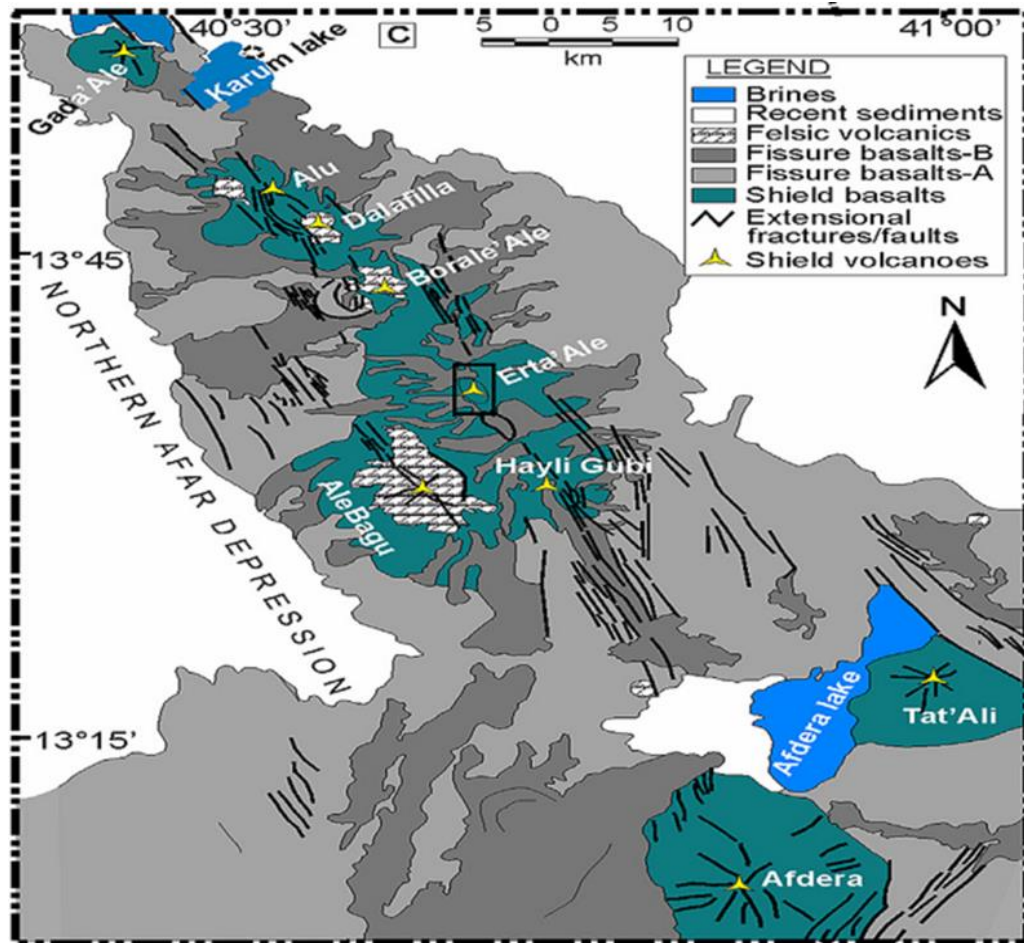 40°30'
C
5 0 5 10
km
41°00'
Karum lake
Gada'Ale
LEGEND
Brines
Recent sediments
Felsic volcanics
Fissure basalts-B
Fissure basalts-A
Shield basalts
Extensional
fractures/faults
Shield volcanoes
Alu
Dalafilla
Borale'Ale
13°45'
N
NORTHERN AFAR DEPRESSION
Erta'Ale
Hayli Gubi
AleBagu
Afdera lake
Tat'Ali
13°15'
Afdera